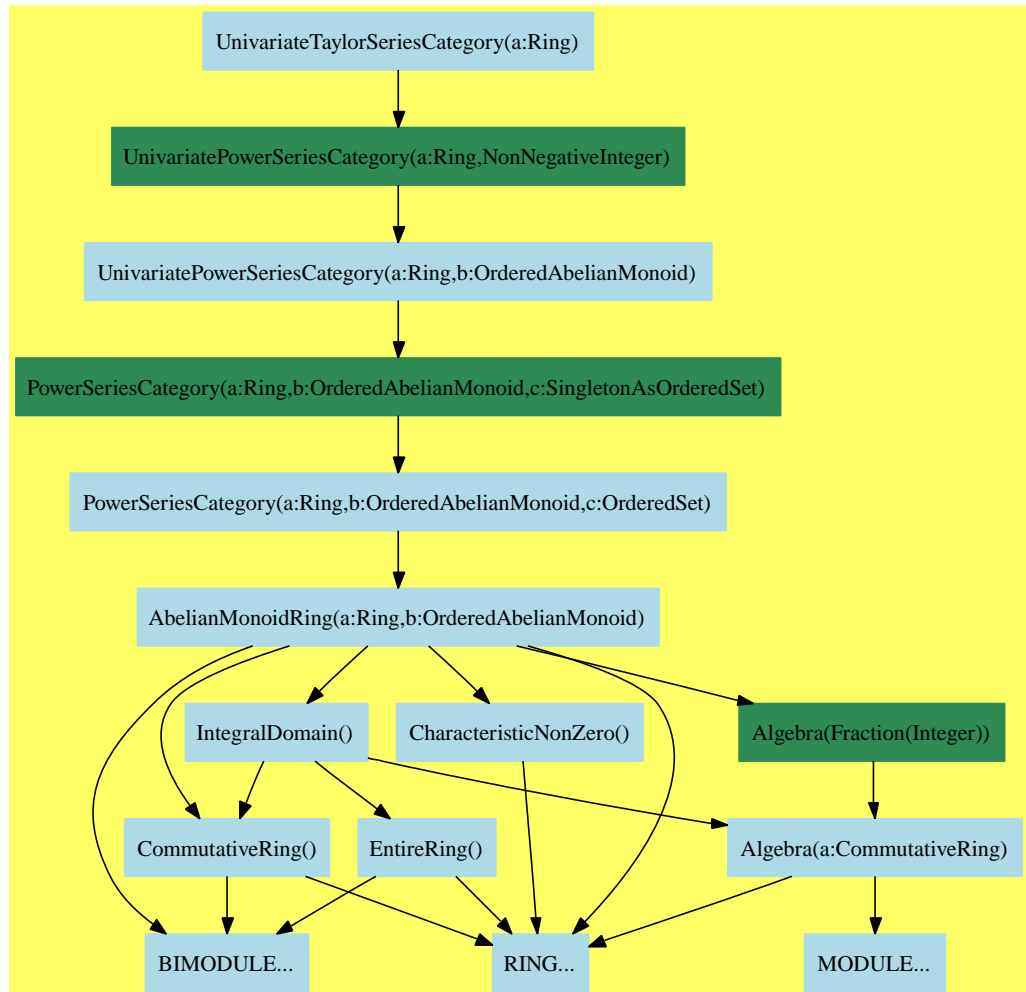 UnivariateTaylorSeriesCategory(a:Ring)
UnivariatePowerSeriesCategory(a:Ring,NonNegativeInteger)
UnivariatePowerSeriesCategory(a:Ring,b:OrderedAbelianMonoid)
PowerSeriesCategory(a:Ring,b:OrderedAbelianMonoid,c:SingletonAsOrderedSet)
PowerSeriesCategory(a:Ring,b:OrderedAbelianMonoid,c:OrderedSet)
AbelianMonoidRing(a:Ring,b:OrderedAbelianMonoid)
IntegralDomain()
CharacteristicNonZero()
Algebra(Fraction(Integer))
CommutativeRing()
EntireRing()
Algebra(a:CommutativeRing)
BIMODULE...
RING...
MODULE...